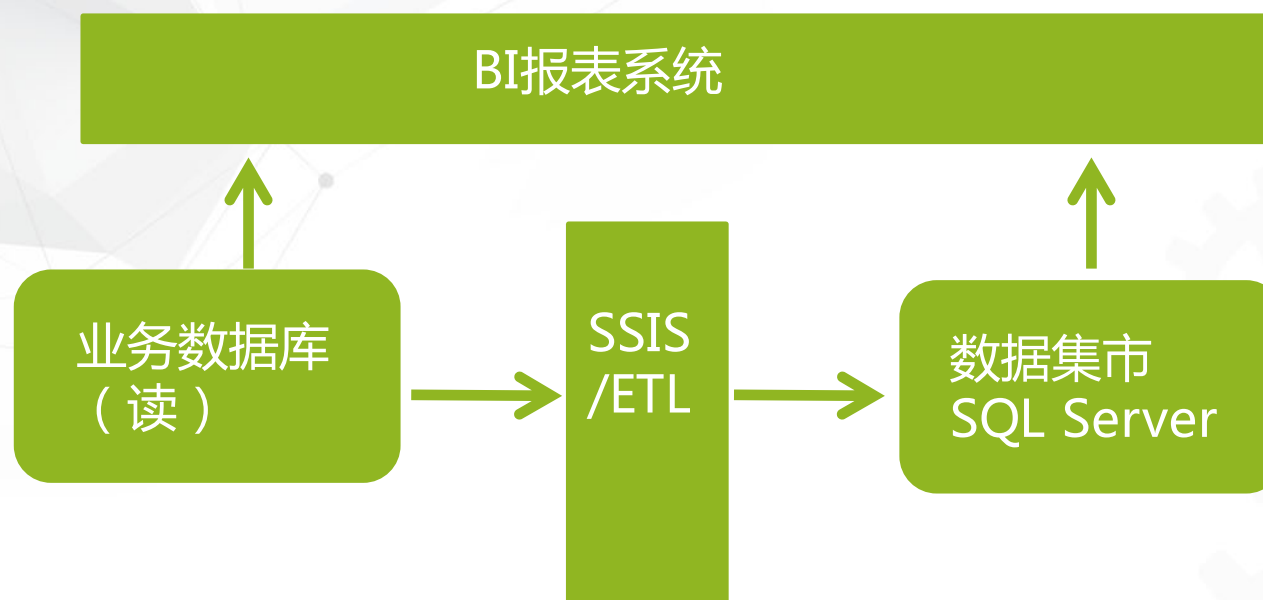 BI报表系统
业务数据库
（读）
SSIS
/ETL
数据集市
SQL Server